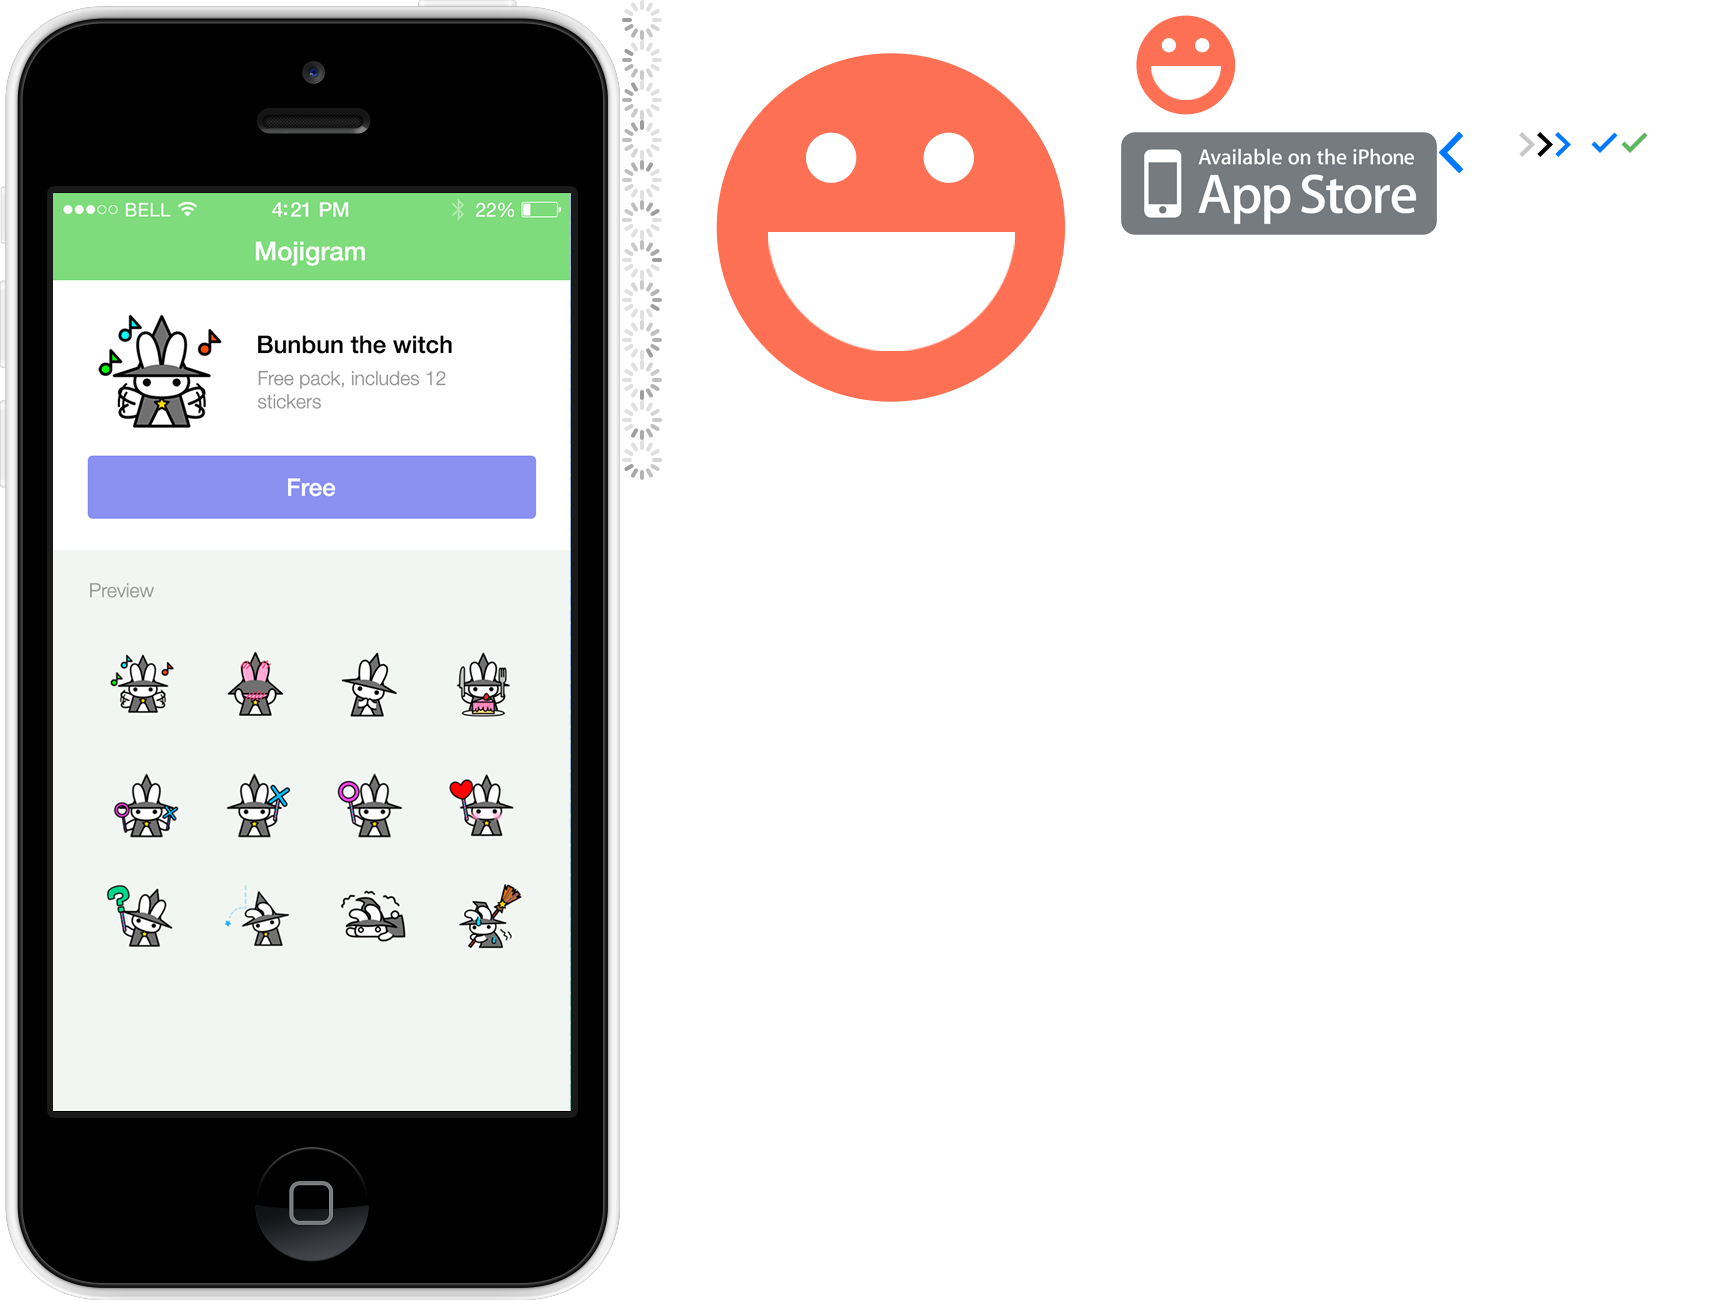 BELL 4:21 PM 22%
Mojigram
Bunbun the witch
Free pack, includes 12
stickers
Free
Preview
Available on the iPhone
App Store